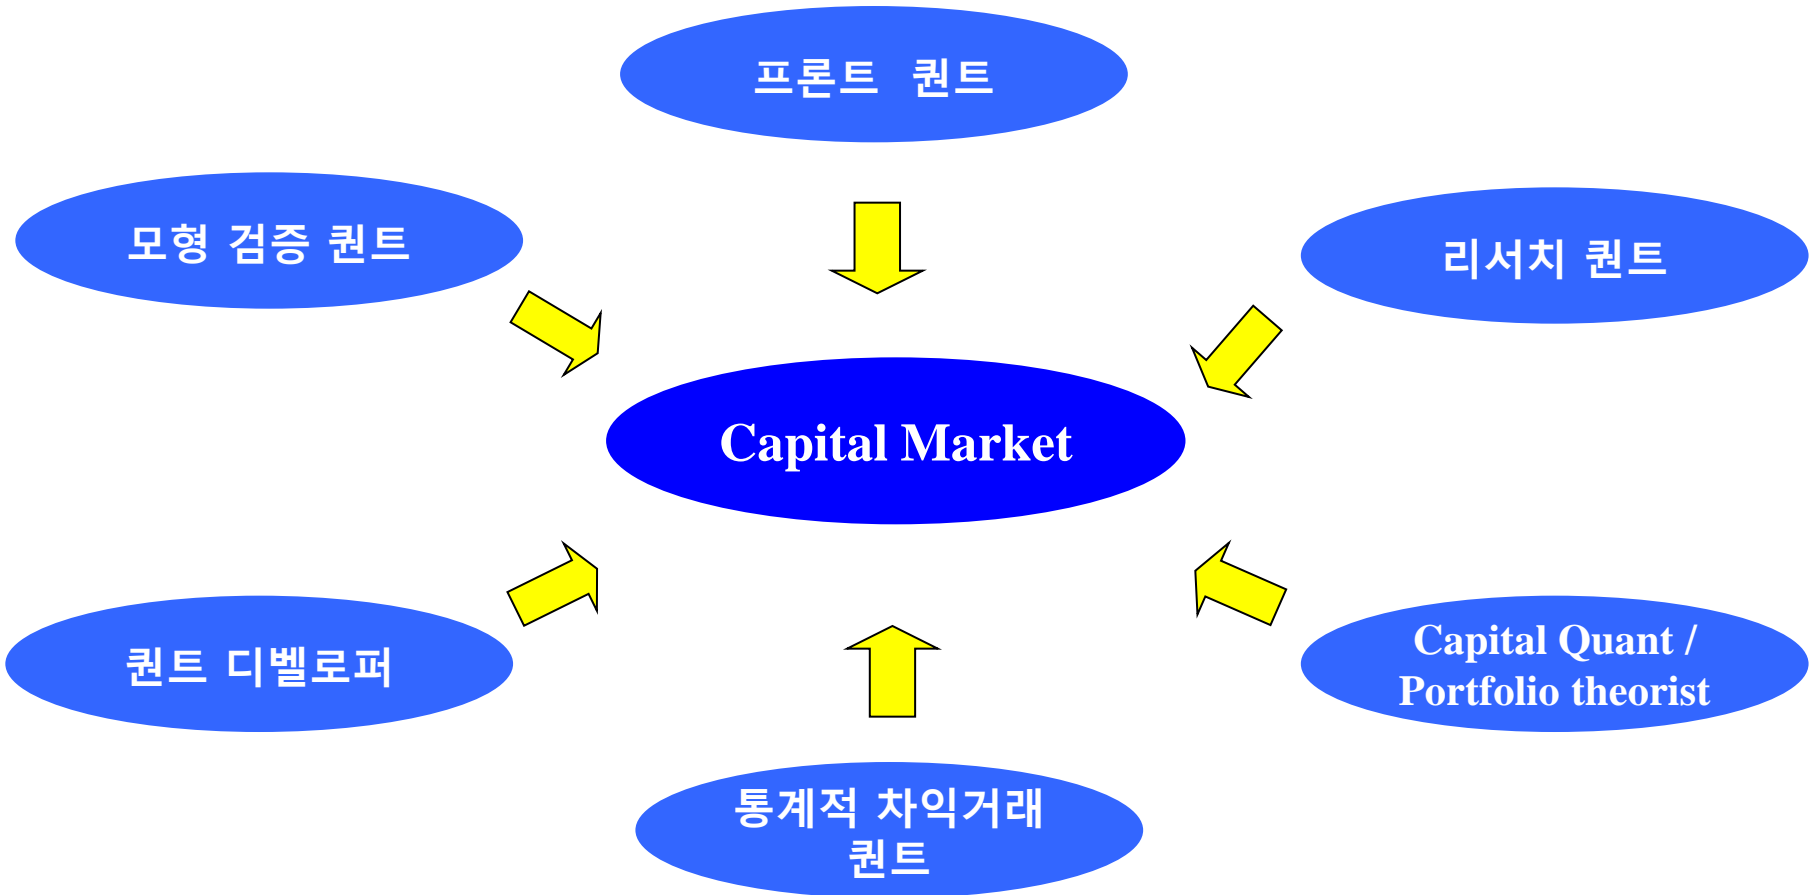 프론트 퀀트
모형 검증 퀀트
리서치 퀀트
Capital Market
퀀트 디벨로퍼
Capital Quant /
Portfolio theorist
통계적 차익거래
퀀트